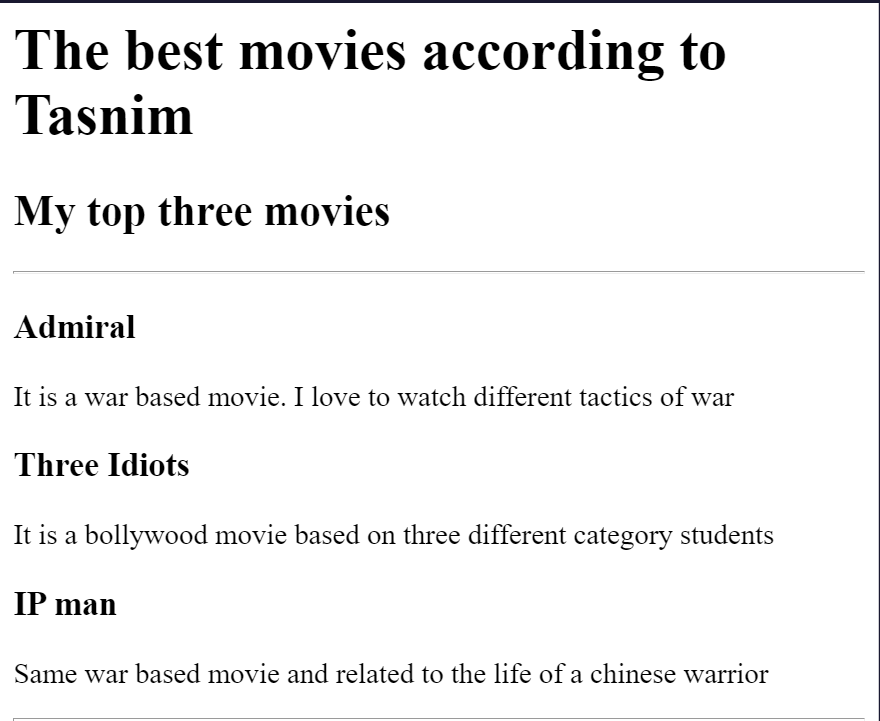 The best movies according to
Tasnim
My top three movies
Admiral
It is a war based movie. I love to watch different tactics of war
Three Idiots
It is a bollywood movie based on three different category students
IP man
Same war based movie and related to the life of a chinese warrior